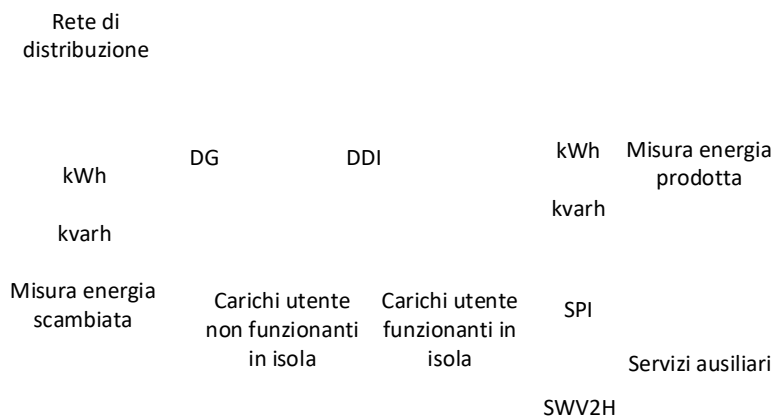 Rete di
distribuzione
kWh
kvarh
Misura energia
scambiata
DG
DDI
Carichi utente
non funzionanti
in isola
Carichi utente
funzionanti in
isola
kWh
kvarh
Misura energia
prodotta
SPI
Servizi ausiliari
SWV2H